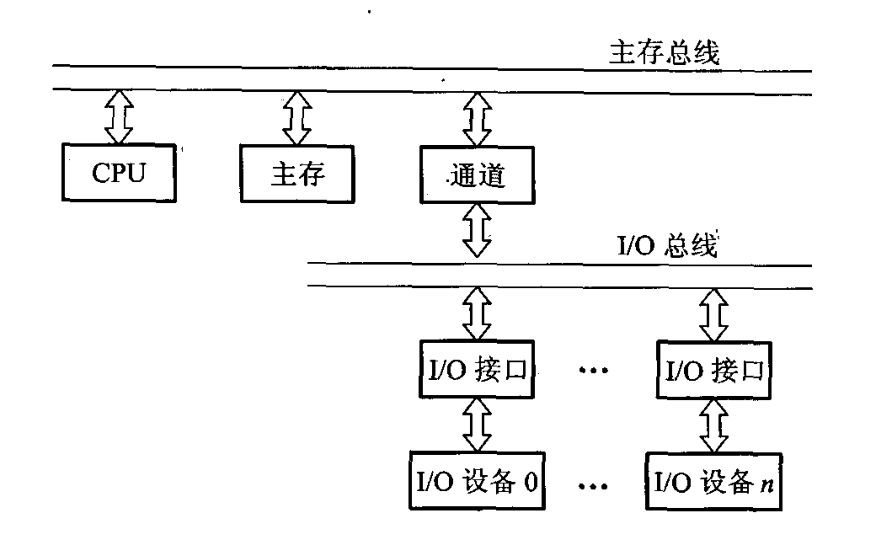 主存总线
CPU 主存 通道
I/O 总线
I/O 接口 … I/O 接口
I/O 设备 0 … I/O 设备 n